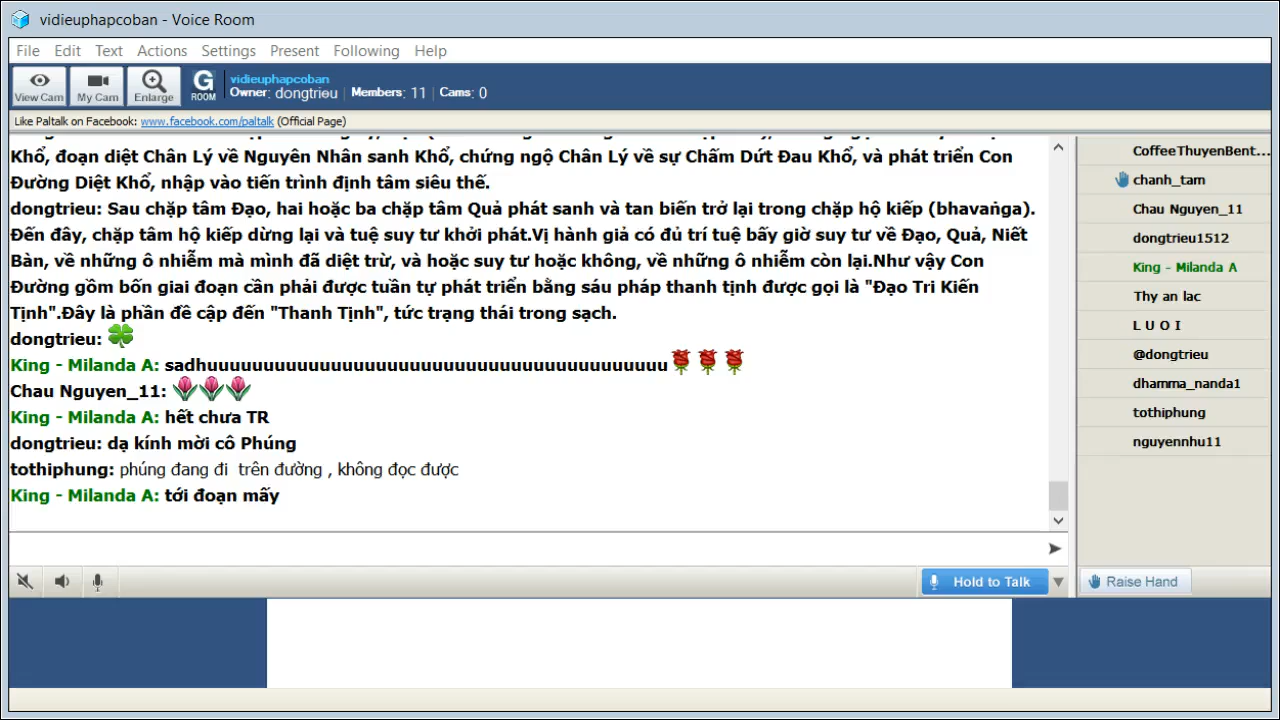 vidieuphapcoban - Voice Room
File Edit Text Actions Settings Present Following Help
View Cam My Cam Enlarge G ROOM
vidieuphapcoban
Owner: dongtrieu | Members: 11 | Cams: 0
Like Paltalk on Facebook: www.facebook.com/paltalk (Official Page)
Khổ, đoạn diệt Chân Lý về Nguyên Nhân sanh Khổ, chứng ngộ Chân Lý về sự Chấm Dứt Đau Khổ, và phát triển Con
Đường Diệt Khổ, nhập vào tiến trình định tâm siêu thế.
dongtrieu: Sau chặp tâm Đạo, hai hoặc ba chặp tâm Quả phát sanh và tan biến trở lại trong chặp hộ kiếp (bhavaṅga).
Đến đây, chặp tâm hộ kiếp dừng lại và tuệ suy tư khởi phát.Vị hành giả có đủ trí tuệ bấy giờ suy tư về Đạo, Quả, Niết
Bàn, về những ô nhiễm mà mình đã diệt trừ, và hoặc suy tư hoặc không, về những ô nhiễm còn lại.Như vậy Con
Đường gồm bốn giai đoạn cần phải được tuần tự phát triển bằng sáu pháp thanh tịnh được gọi là "Đạo Tri Kiến
Tịnh".Đây là phần đề cập đến "Thanh Tịnh", tức trạng thái trong sạch.
dongtrieu:
King - Milanda A: sadhuuuuuuuuuuuuuuuuuuuuuuuuuuuuuuuuuuuuuuuuu
Chau Nguyen_11:
King - Milanda A: hết chưa TR
dongtrieu: dạ kính mời cô Phúng
tothiphung: phúng đang đi trên đường , không đọc được
King - Milanda A: tới đoạn mấy
Hold to Talk
CoffeeThuyenBent...
chanh_tam
Chau Nguyen_11
dongtrieu1512
King - Milanda A
Thy an lac
L U O I
@dongtrieu
dhamma_nanda1
tothiphung
nguyennhu11
Raise Hand